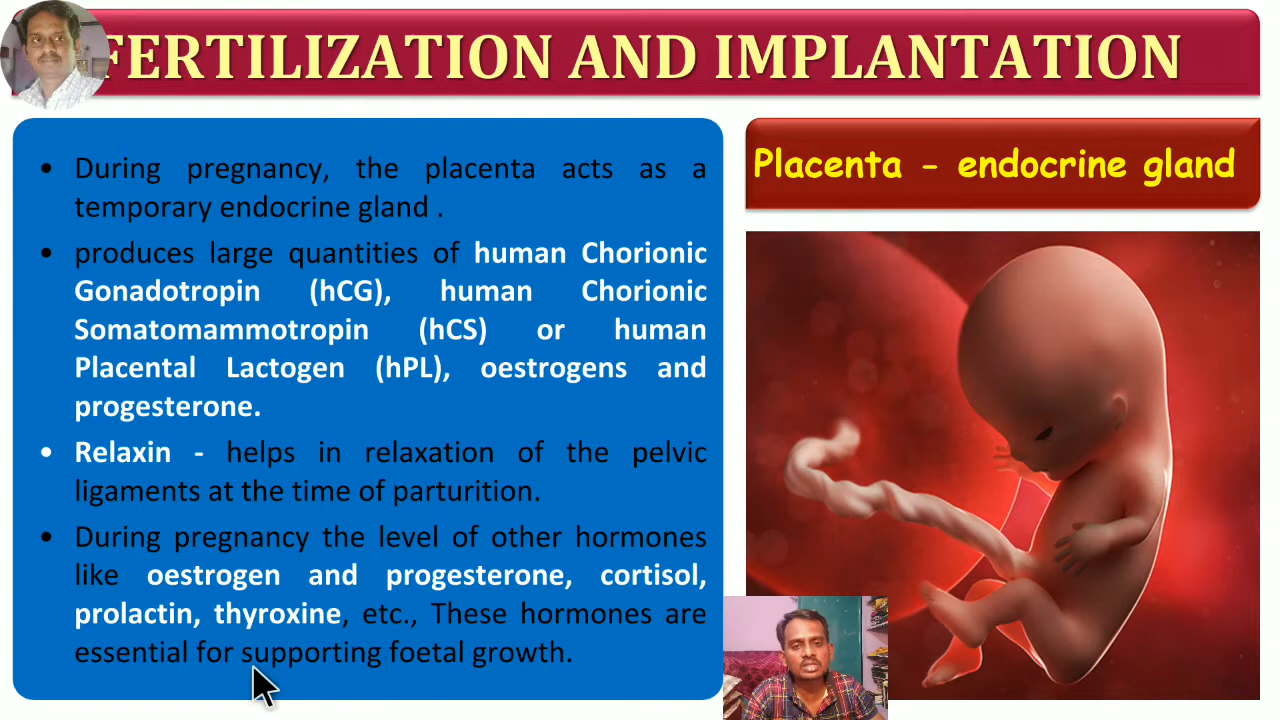 FERTILIZATION AND IMPLANTATION
• During pregnancy, the placenta acts as a
temporary endocrine gland .
• produces large quantities of human Chorionic
Gonadotropin (hCG), human Chorionic
Somatomammotropin (hCS) or human
Placental Lactogen (hPL), oestrogens and
progesterone.
• Relaxin - helps in relaxation of the pelvic
ligaments at the time of parturition.
• During pregnancy the level of other hormones
like oestrogen and progesterone, cortisol,
prolactin, thyroxine, etc., These hormones are
essential for supporting foetal growth.
Placenta - endocrine gland